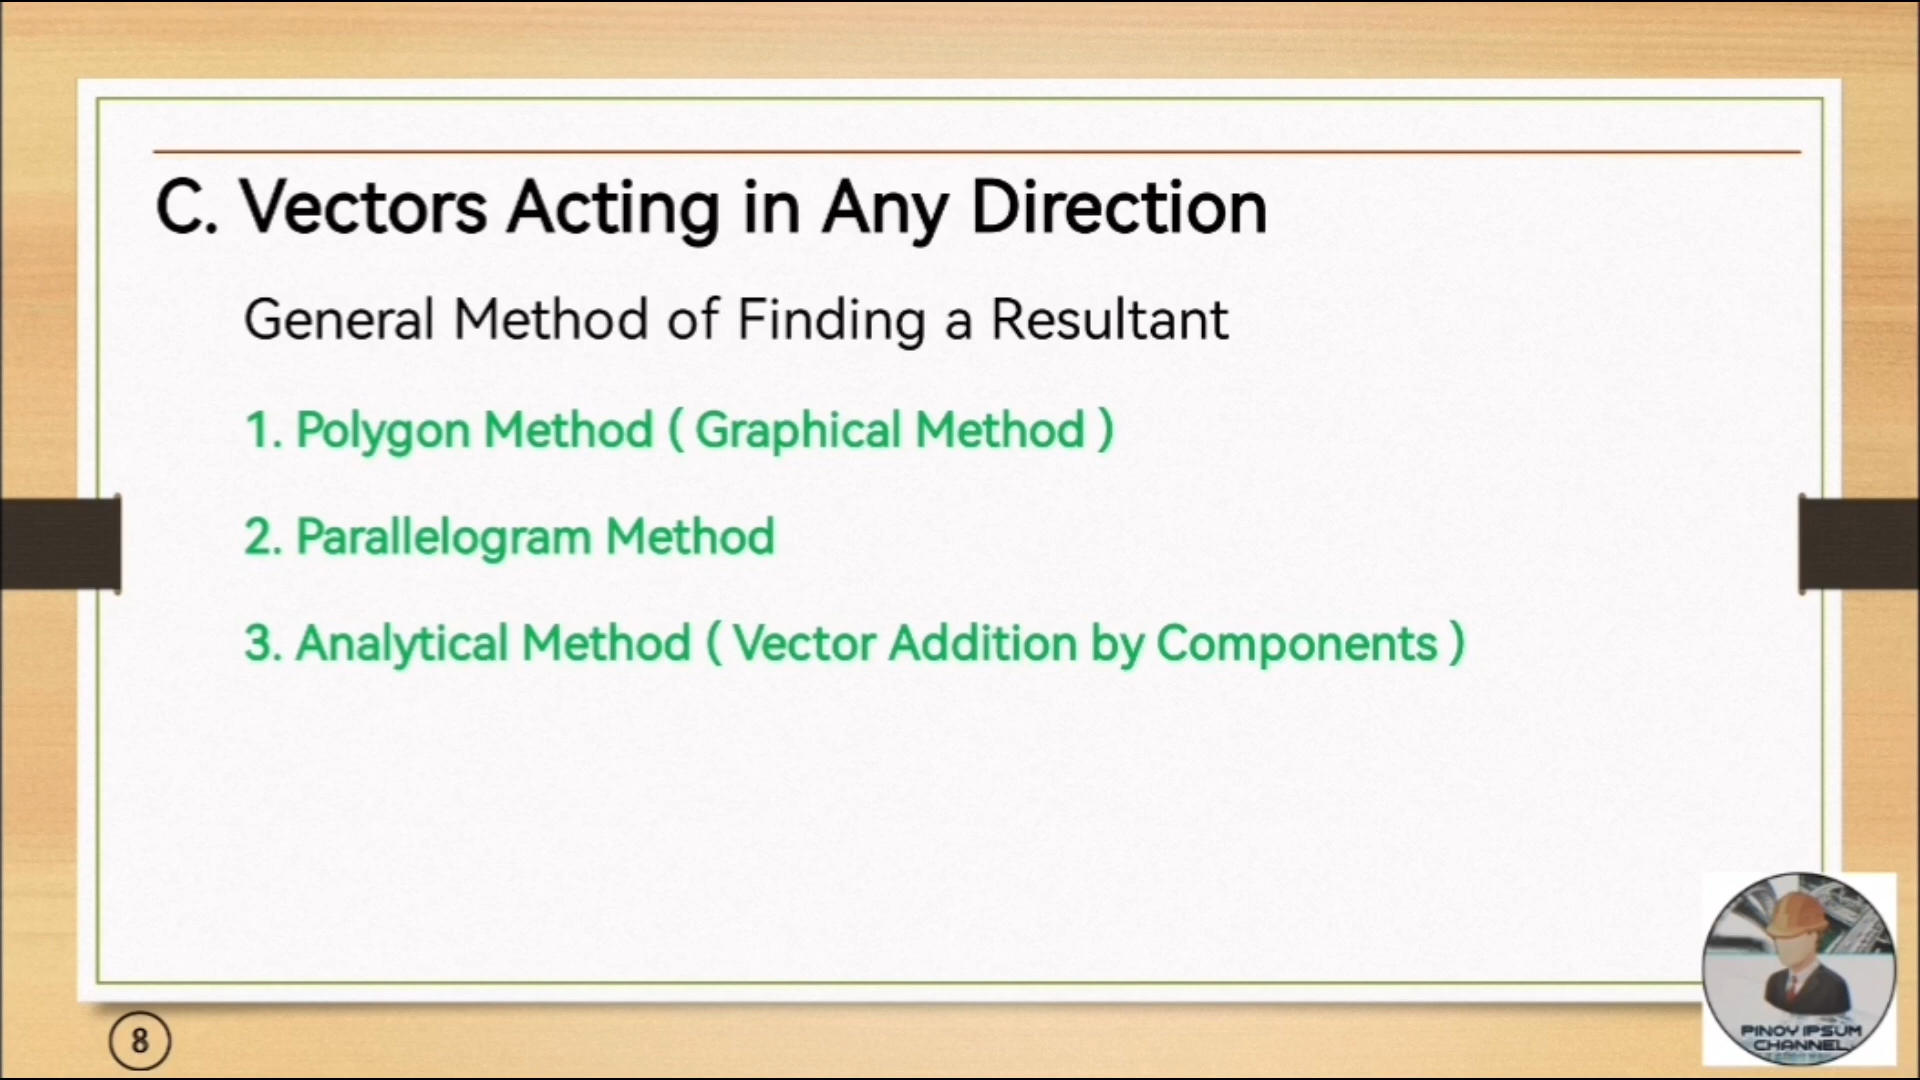 C. Vectors Acting in Any Direction
General Method of Finding a Resultant
1. Polygon Method ( Graphical Method )
2. Parallelogram Method
3. Analytical Method ( Vector Addition by Components )
8
PINOY IPSUM
CHANNEL